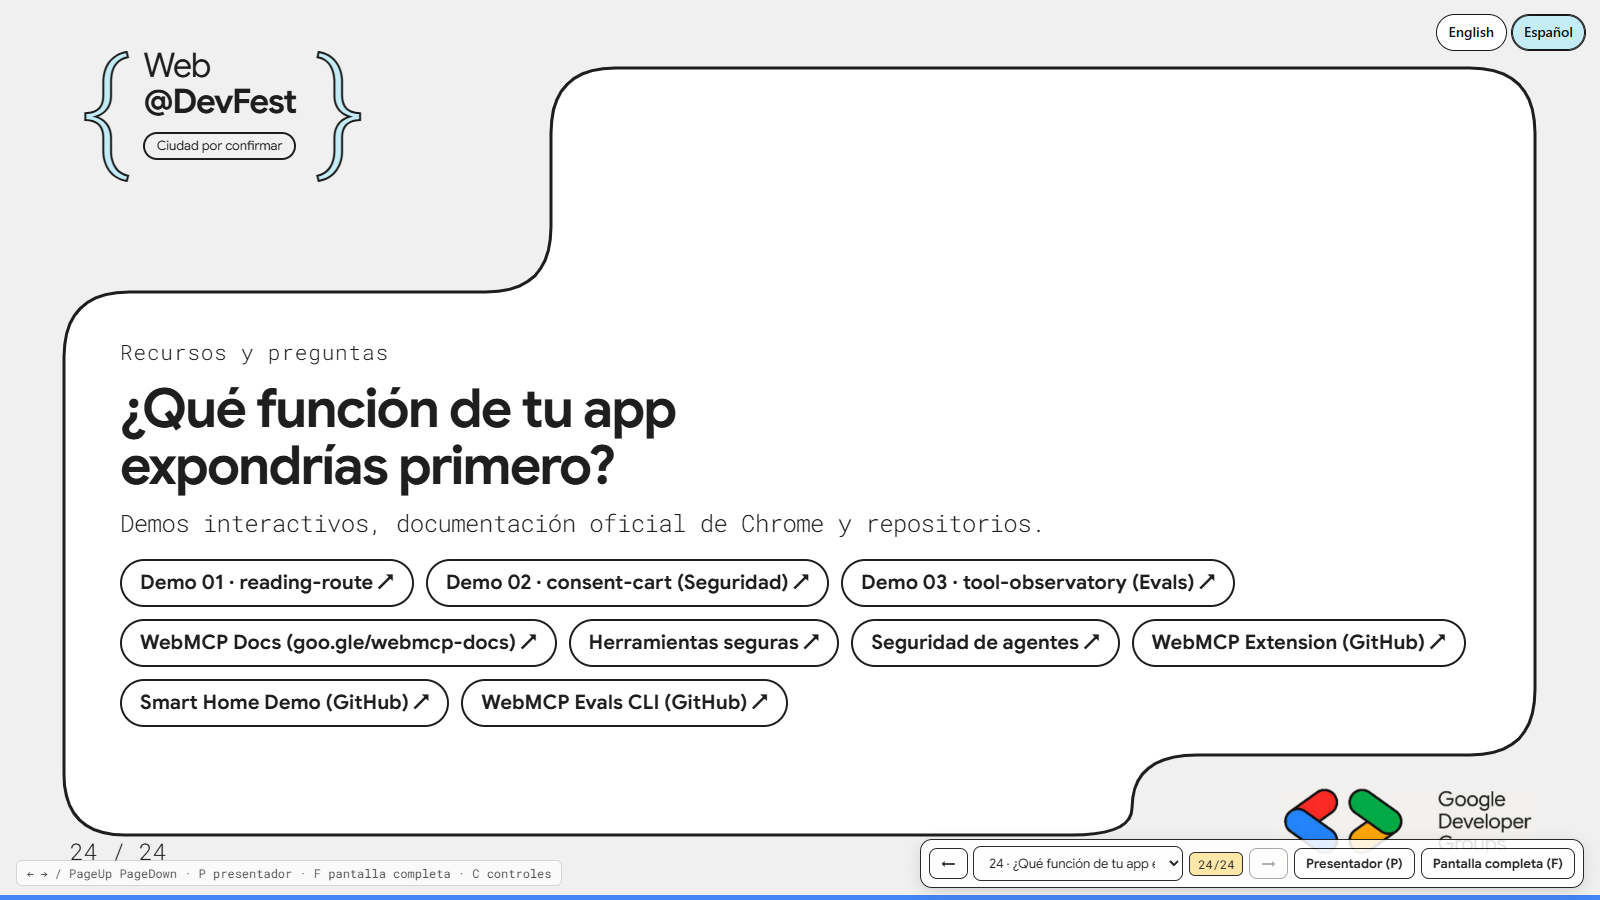 English
Español
Web
@DevFest
Ciudad por confirmar
Recursos y preguntas
¿Qué función de tu app
expondrías primero?
Demos interactivos, documentación oficial de Chrome y repositorios.
Demo 01 · reading-route ↗
Demo 02 · consent-cart (Seguridad) ↗
Demo 03 · tool-observatory (Evals) ↗
WebMCP Docs (goo.gle/webmcp-docs) ↗
Herramientas seguras ↗
Seguridad de agentes ↗
WebMCP Extension (GitHub) ↗
Smart Home Demo (GitHub) ↗
WebMCP Evals CLI (GitHub) ↗
Google
Developer
Groups
24 / 24
← → / PageUp PageDown · P presentador · F pantalla completa · C controles
←
24 · ¿Qué función de tu app e
24/24
→
Presentador (P)
Pantalla completa (F)